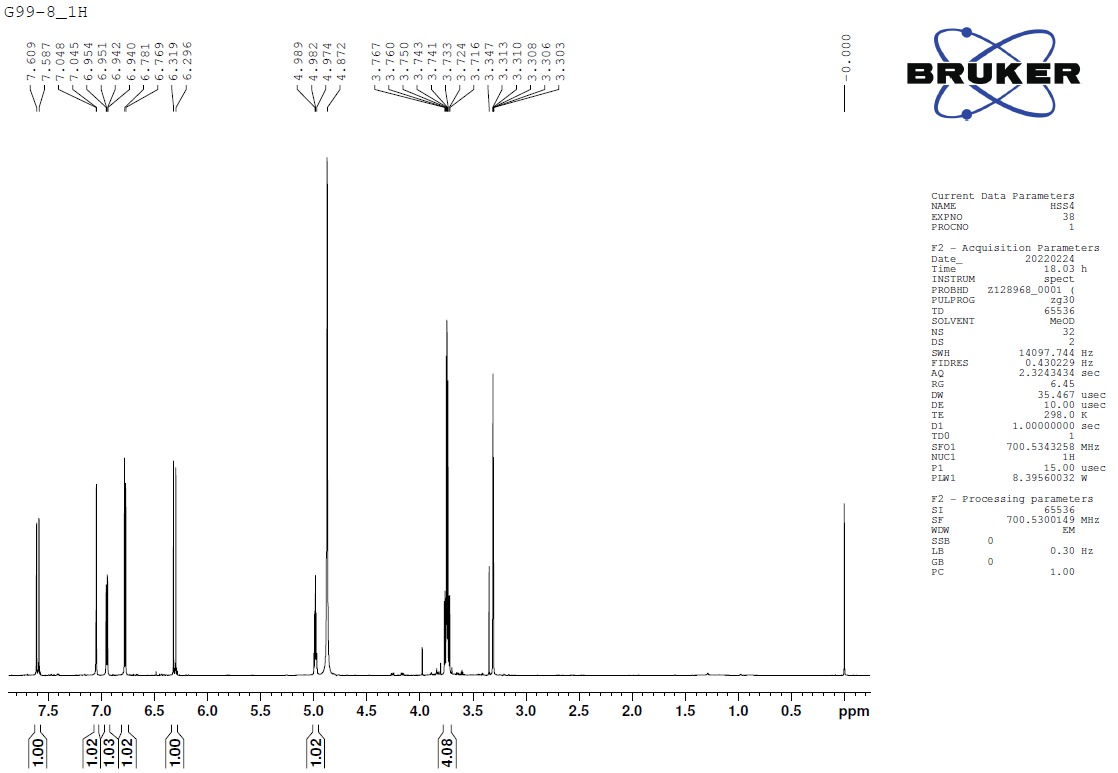 G99-8_1H
7.609
7.587
7.048
7.045
6.954
6.951
6.942
6.940
6.781
6.769
6.319
6.296
4.989
4.982
4.974
4.872
3.767
3.760
3.750
3.743
3.741
3.733
3.724
3.716
3.347
3.313
3.310
3.308
3.306
3.303
-0.000
BRUKER
Current Data Parameters
NAME HSS4
EXPNO 38
PROCNO 1
F2 - Acquisition Parameters
Date_ 20220224
Time 18.03 h
INSTRUM spect
PROBHD Z128968_0001 (
PULPROG zg30
TD 65536
SOLVENT MeOD
NS 32
DS 2
SWH 14097.744 Hz
FIDRES 0.430229 Hz
AQ 2.3243434 sec
RG 6.45
DW 35.467 usec
DE 10.00 usec
TE 298.0 K
D1 1.00000000 sec
TD0 1
SFO1 700.5343258 MHz
NUC1 1H
P1 15.00 usec
PLW1 8.39560032 W
F2 - Processing parameters
SI 65536
SF 700.5300149 MHz
WDW EM
SSB 0
LB 0.30 Hz
GB 0
PC 1.00
7.5 7.0 6.5 6.0 5.5 5.0 4.5 4.0 3.5 3.0 2.5 2.0 1.5 1.0 0.5 ppm
1.00
1.02
1.03
1.02
1.00
1.02
4.08